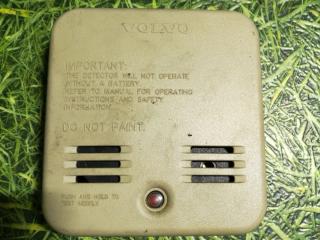 VOLVO
IMPORTANT:
THE DETECTOR WILL NOT OPERATE
WITHOUT A BATTERY.
REFER TO MANUAL FOR OPERATING
INSTRUCTIONS AND SAFETY
INFORMATION.
DO NOT PAINT.
PUSH AND HOLD TO
TEST WEEKLY